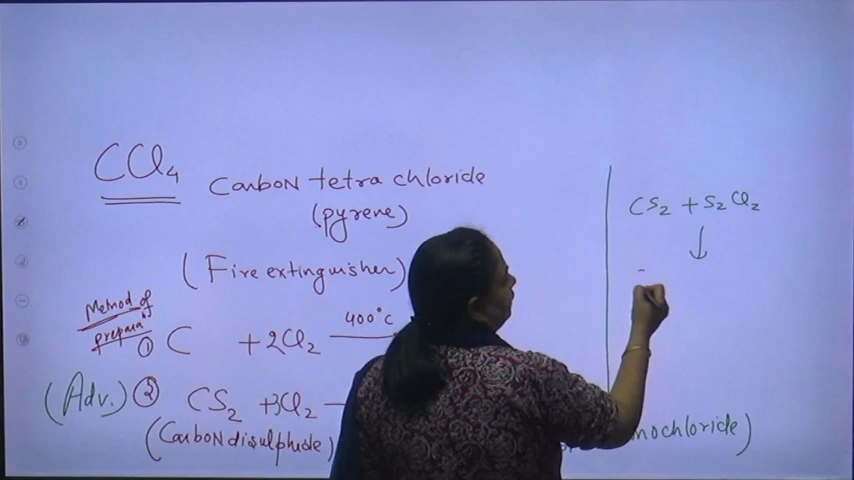 CCl₄ Carbon tetra chloride
(pyrene)
(Fire extinguisher)
Method of
prepaʳᵃ
① C + 2Cl₂ 400°C
(Adv.) ② CS₂ + 3Cl₂
(Carbon disulphide) nochloride)
CS₂ + S₂Cl₂
↓